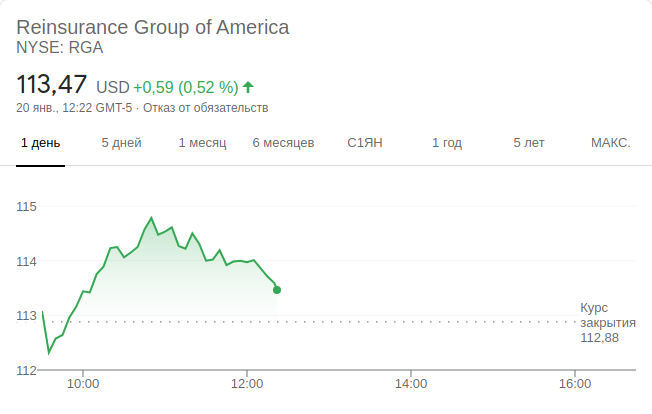 Reinsurance Group of America
NYSE: RGA
113,47 USD +0,59 (0,52 %)
20 янв., 12:22 GMT-5 · Отказ от обязательств
1 день 5 дней 1 месяц 6 месяцев С1ЯН 1 год 5 лет МАКС.
115
114
113
112
Курс
закрытия
112,88
10:00 12:00 14:00 16:00